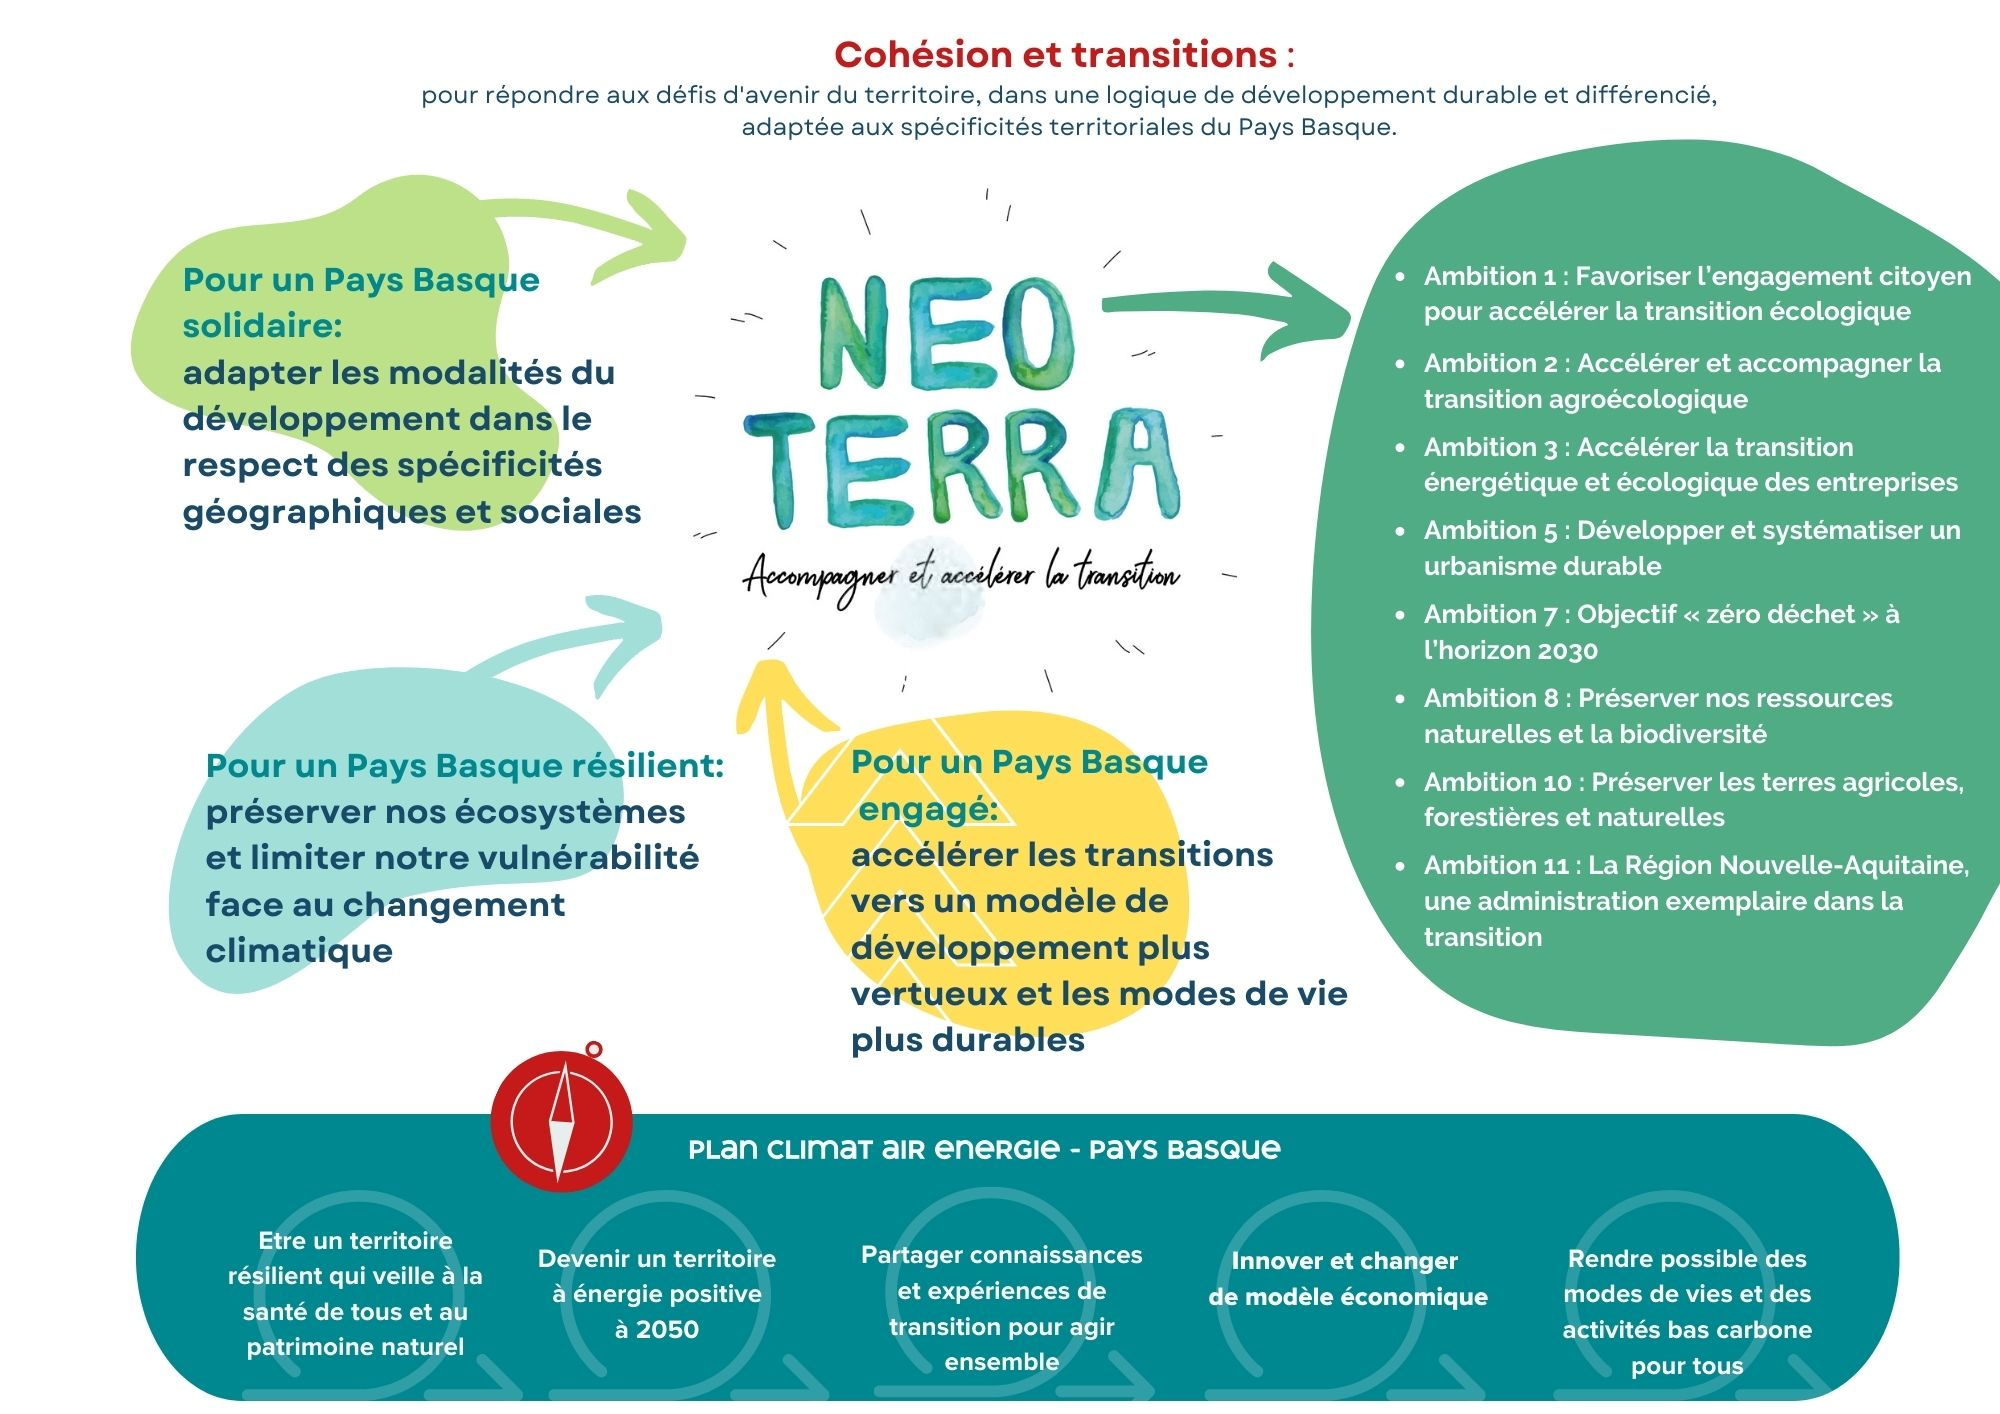 Cohésion et transitions :
pour répondre aux défis d'avenir du territoire, dans une logique de développement durable et différencié,
adaptée aux spécificités territoriales du Pays Basque.
Pour un Pays Basque
solidaire:
adapter les modalités du
développement dans le
respect des spécificités
géographiques et sociales
NEO
TERRA
Accompagner et accélérer la transition
• Ambition 1 : Favoriser l’engagement citoyen
pour accélérer la transition écologique
• Ambition 2 : Accélérer et accompagner la
transition agroécologique
• Ambition 3 : Accélérer la transition
énergétique et écologique des entreprises
• Ambition 5 : Développer et systématiser un
urbanisme durable
• Ambition 7 : Objectif « zéro déchet » à
l’horizon 2030
• Ambition 8 : Préserver nos ressources
naturelles et la biodiversité
• Ambition 10 : Préserver les terres agricoles,
forestières et naturelles
• Ambition 11 : La Région Nouvelle-Aquitaine,
une administration exemplaire dans la
transition
Pour un Pays Basque résilient:
préserver nos écosystèmes
et limiter notre vulnérabilité
face au changement
climatique
Pour un Pays Basque
engagé:
accélérer les transitions
vers un modèle de
développement plus
vertueux et les modes de vie
plus durables
PLan CLIMAT aIR eneRGIe - PAYS BasQue
Etre un territoire
résilient qui veille à la
santé de tous et au
patrimoine naturel
Devenir un territoire
à énergie positive
à 2050
Partager connaissances
et expériences de
transition pour agir
ensemble
Innover et changer
de modèle économique
Rendre possible des
modes de vies et des
activités bas carbone
pour tous